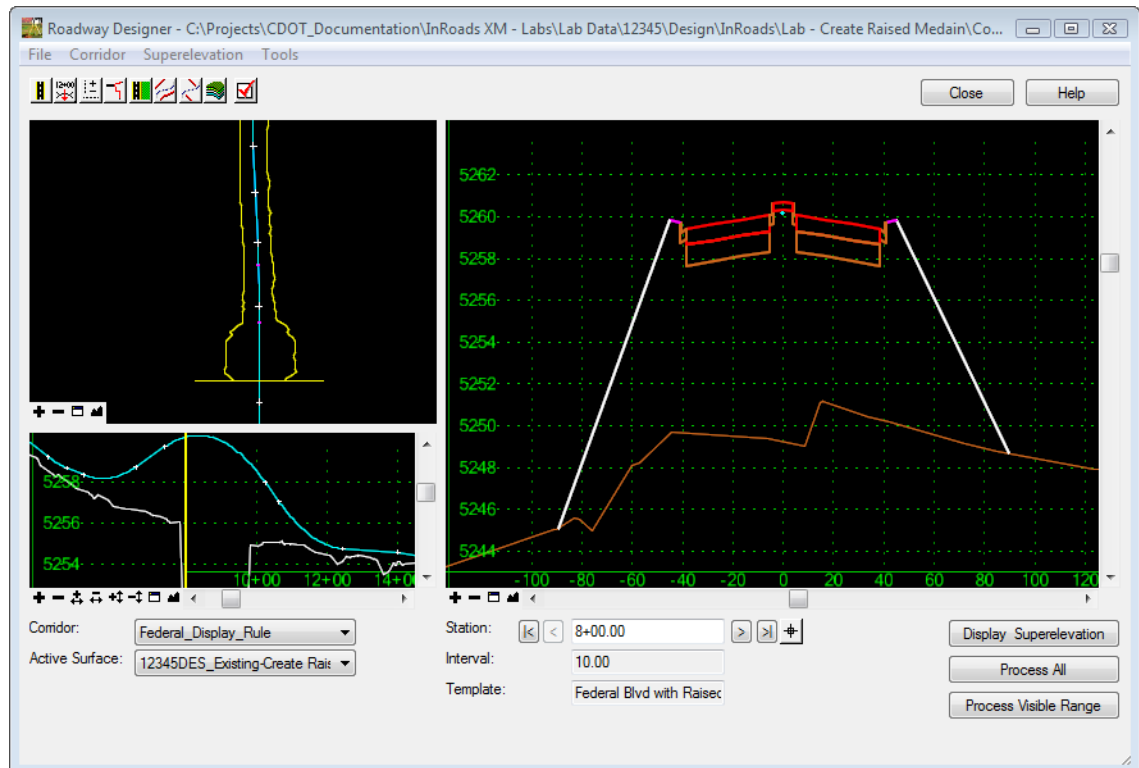 Roadway Designer - C:\Projects\CDOT_Documentation\InRoads XM - Labs\Lab Data\12345\Design\InRoads\Lab - Create Raised Medain\Co...
File Corridor Superelevation Tools
12+00
Close Help
5262
5260
5258
5256
5254
5252
5250
5248
5246
5244
-100 -80 -60 -40 -20 0 20 40 60 80 100 120
5258
5256
5254
10+00 12+00 14+00
Corridor: Federal_Display_Rule
Active Surface: 12345DES_Existing-Create Rais
Station: 8+00.00
Interval: 10.00
Template: Federal Blvd with Raisec
Display Superelevation
Process All
Process Visible Range